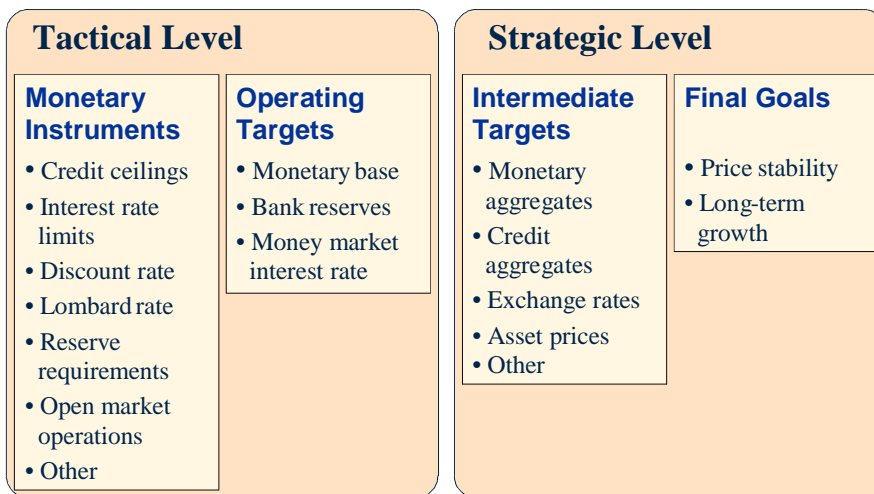 Tactical Level
Monetary
Instruments
• Credit ceilings
• Interest rate
limits
• Discount rate
• Lombard rate
• Reserve
requirements
• Open market
operations
• Other
Operating
Targets
• Monetary base
• Bank reserves
• Money market
interest rate
Strategic Level
Intermediate
Targets
• Monetary
aggregates
• Credit
aggregates
• Exchange rates
• Asset prices
• Other
Final Goals
• Price stability
• Long-term
growth